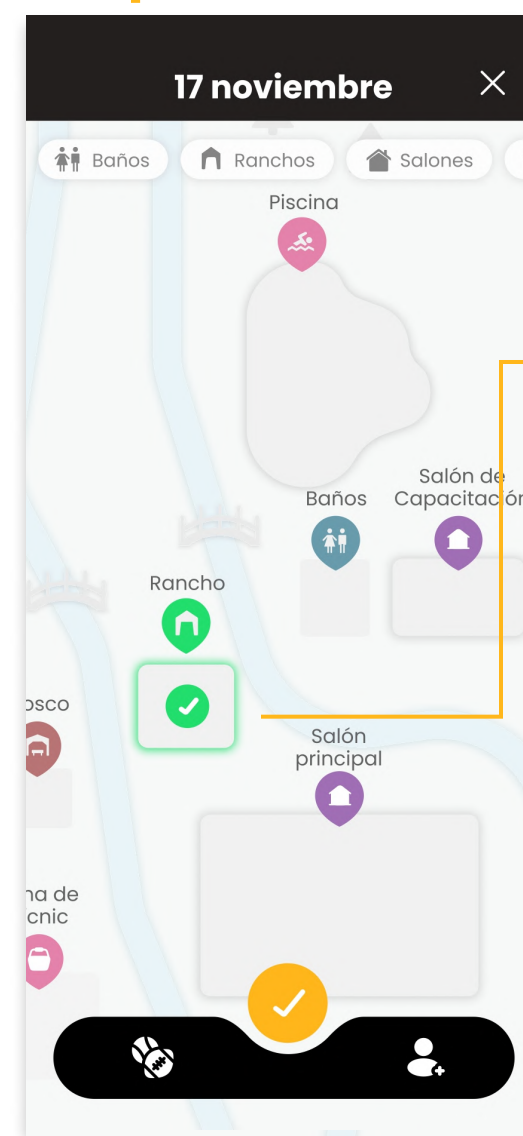 17 noviembre
Baños
Ranchos
Salones
Piscina
Salón de
Baños
Rancho
Salón
principal